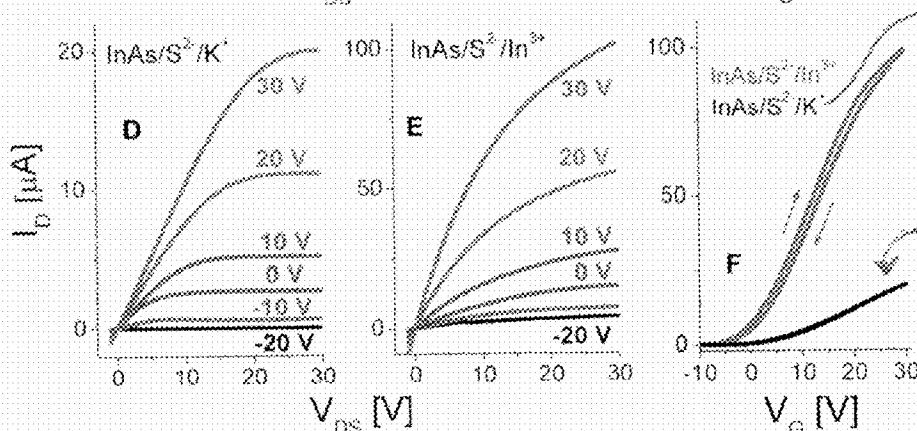 InAs/S²⁻/K⁺
20
30 V
D
20 V
10
10 V
0 V
-10 V
0
-20 V
0 10 20 30
I_D [µA]
InAs/S²⁻/In³⁺
100
30 V
E
20 V
50
10 V
0 V
0
-20 V
0 10 20 30
V_DS [V]
100
InAs/S²⁻/In³⁺
InAs/S²⁻/K⁺
50
F
0
-10 0 10 20 30
V_G [V]